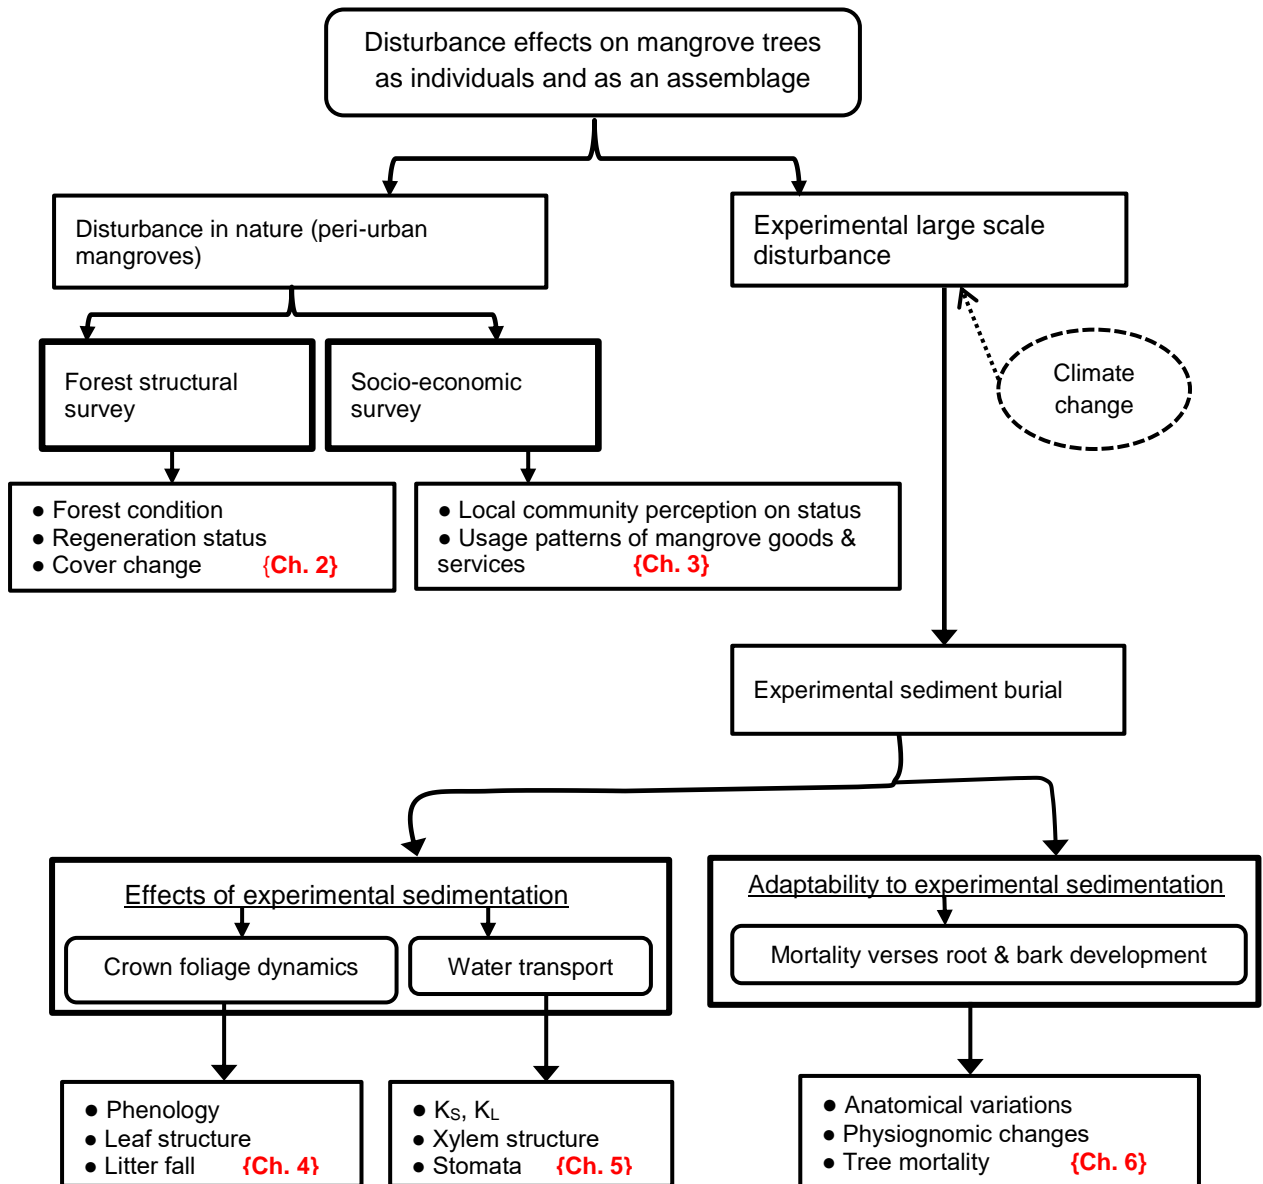 Disturbance effects on mangrove trees
as individuals and as an assemblage
Disturbance in nature (peri-urban
mangroves)
Experimental large scale
disturbance
Climate
change
Forest structural
survey
Socio-economic
survey
● Forest condition
● Regeneration status
● Cover change {Ch. 2}
● Local community perception on status
● Usage patterns of mangrove goods &
services {Ch. 3}
Experimental sediment burial
Effects of experimental sedimentation
Crown foliage dynamics
Water transport
Adaptability to experimental sedimentation
Mortality verses root & bark development
● Phenology
● Leaf structure
● Litter fall {Ch. 4}
● KS, KL
● Xylem structure
● Stomata {Ch. 5}
● Anatomical variations
● Physiognomic changes
● Tree mortality {Ch. 6}